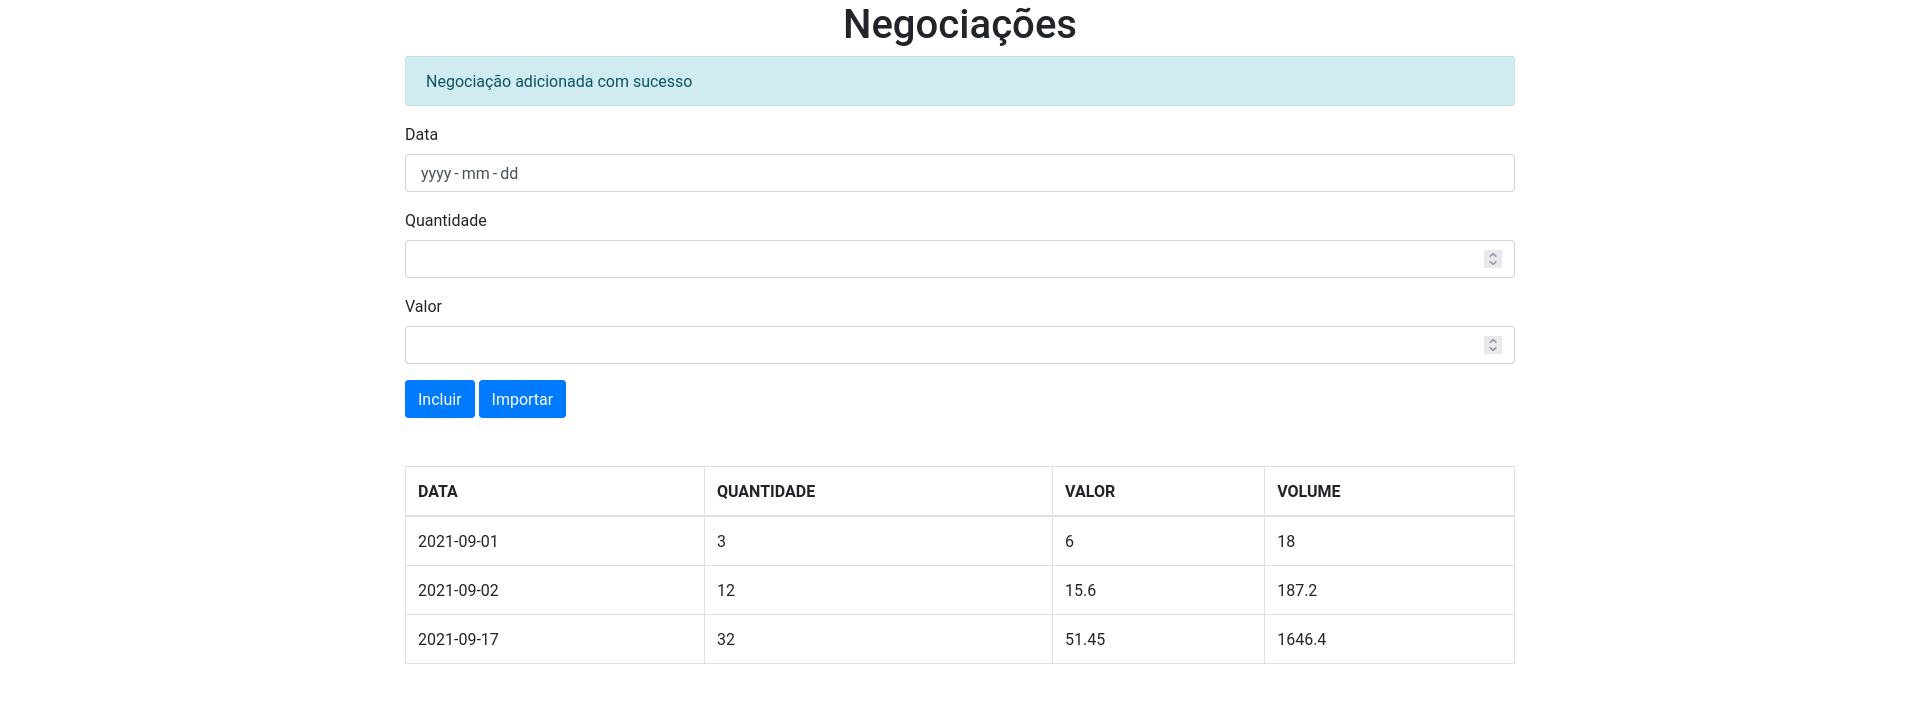 Negociações
Negociação adicionada com sucesso
Data
yyyy-mm-dd
Quantidade
Valor
Incluir Importar
DATA QUANTIDADE VALOR VOLUME
2021-09-01 3 6 18
2021-09-02 12 15.6 187.2
2021-09-17 32 51.45 1646.4